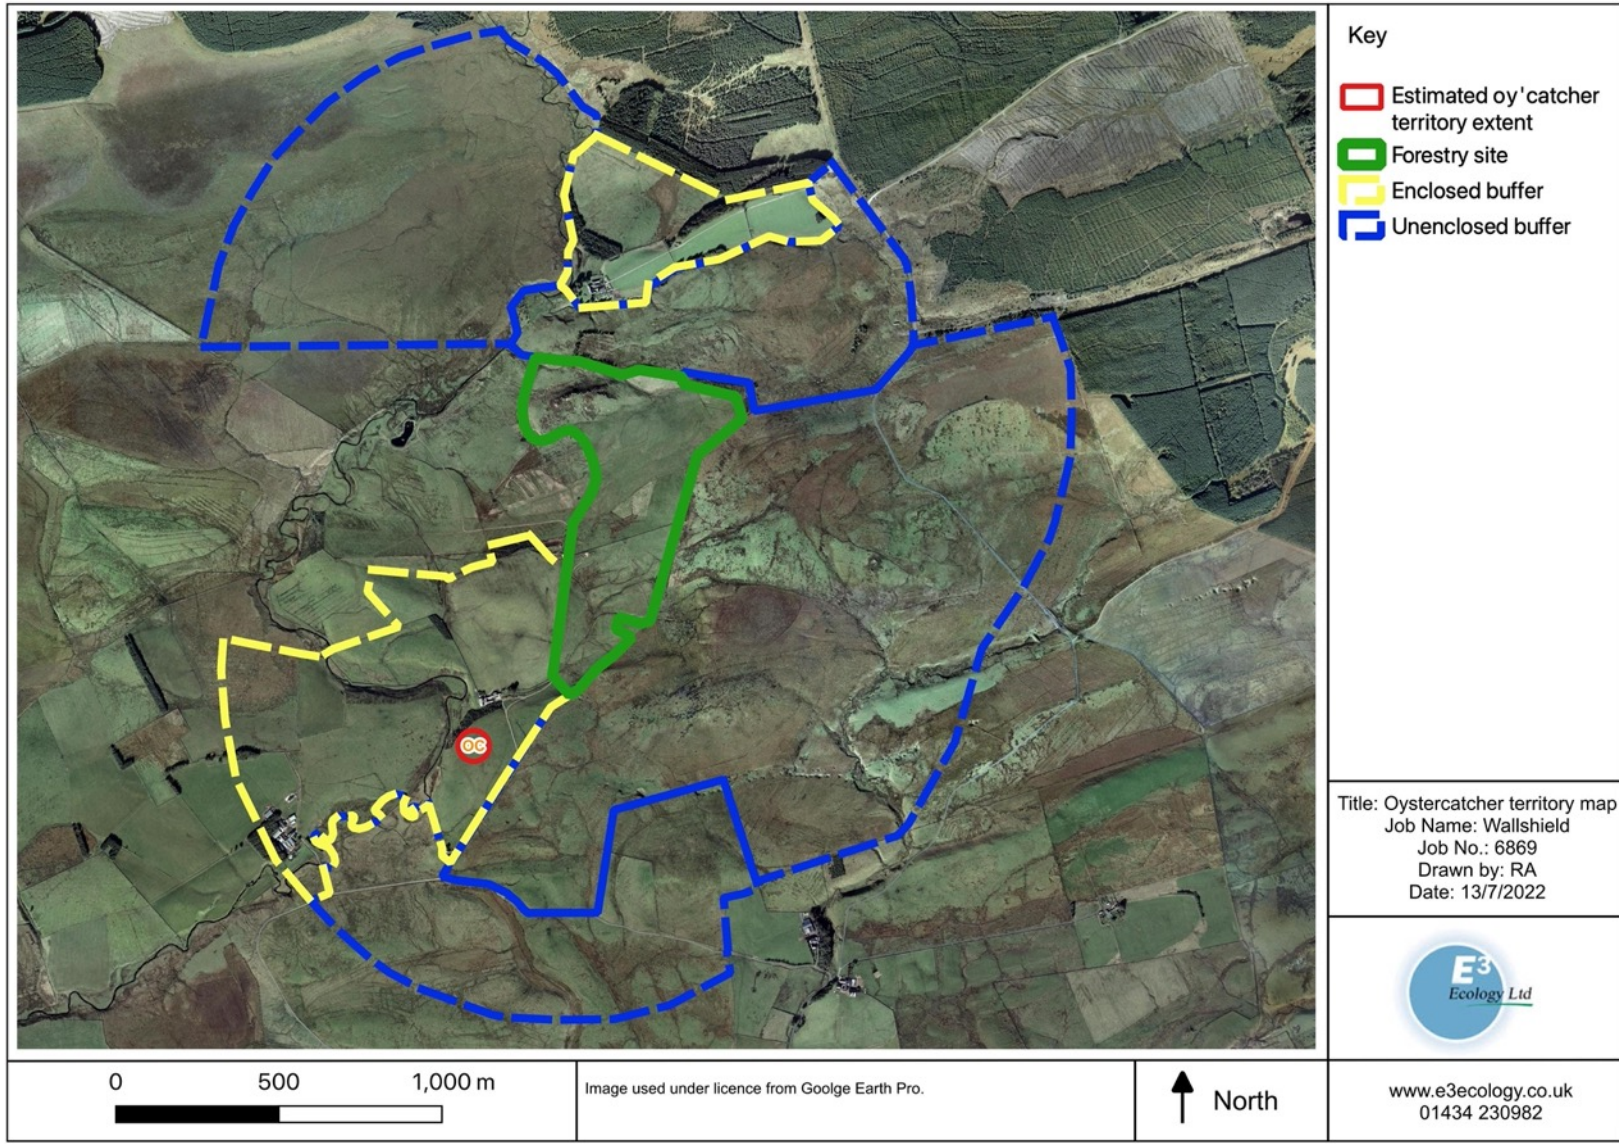 Key
Estimated oy'catcher
territory extent
Forestry site
Enclosed buffer
Unenclosed buffer
OC
Title: Oystercatcher territory map
Job Name: Wallshield
Job No.: 6869
Drawn by: RA
Date: 13/7/2022
E3
Ecology Ltd
0 500 1,000 m
Image used under licence from Goolge Earth Pro.
North
www.e3ecology.co.uk
01434 230982